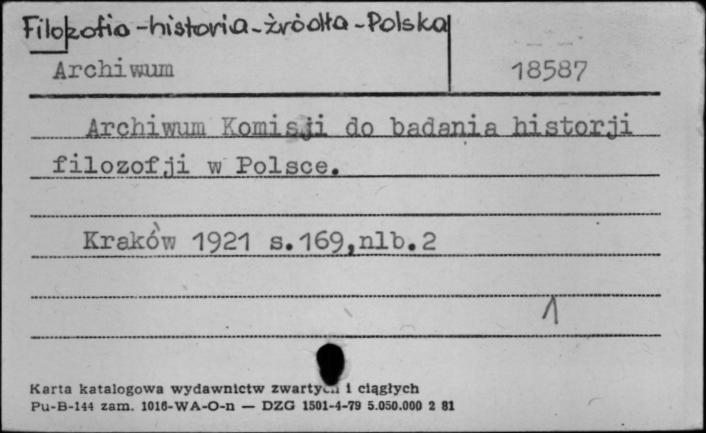 Filozofia - historia - źródła - Polska
Archiwum 18587
Archiwum Komisji do badania historji
filozofji w Polsce.
Kraków 1921 s.169,nlb.2
1
Karta katalogowa wydawnictw zwartych i ciągłych
Pu-B-144 zam. 1016-WA-O-n — DZG 1501-4-79 5.050.000 2 81